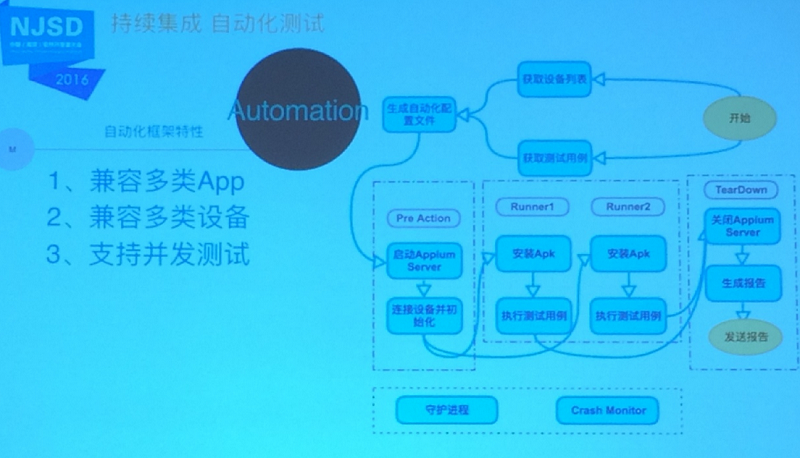 NJSD
2016
持续集成 自动化测试
Automation
自动化框架特性
1、兼容多类App
2、兼容多类设备
3、支持并发测试
获取设备列表
生成自动化配
置文件
开始
获取测试用例
Pre Action
启动Appium
Server
连接设备并初
始化
Runner1
安装Apk
执行测试用例
Runner2
安装Apk
执行测试用例
TearDown
关闭Appium
Server
生成报告
发送报告
守护进程
Crash Monitor